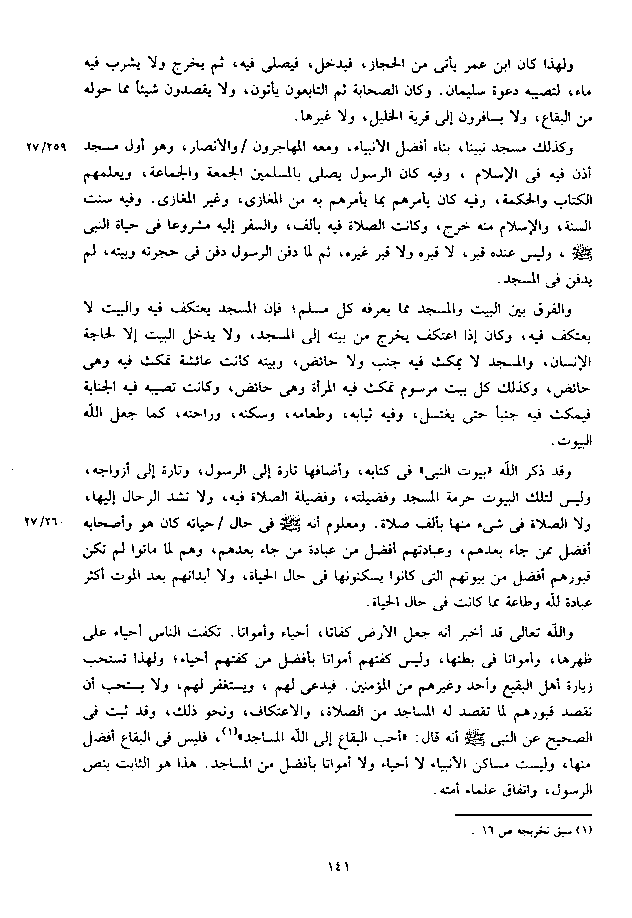 ولهذا كان ابن عمر يأتى من الحجاز، فيدخل، فيصلى فيه، ثم يخرج ولا يشرب فيه
ماء، لتصيبه دعوة سليمان. وكان الصحابة ثم التابعون يأتون، ولا يقصدون شيئاً مما حوله
من البقاع، ولا يسافرون إلى قرية الخليل، ولا غيرها.
وكذلك مسجد نبينا، بناه أفضل الأنبياء، ومعه المهاجرون / والأنصار، وهو أول مسجد
٢٧/٢٥٩
أذن فيه فى الإسلام ، وفيه كان الرسول يصلى بالمسلمين الجمعة والجماعة، ويعلمهم
الكتاب والحكمة، وفيه كان يأمرهم بما يأمرهم به من المغازى، وغير المغازى. وفيه سنت
السنة، والإسلام منه خرج، وكانت الصلاة فيه بألف، والسفر إليه مشروعا فى حياة النبى
ﷺ ، وليس عنده قبر، لا قبره ولا قبر غيره، ثم لما دفن الرسول دفن فى حجرته وبيته، لم
يدفن فى المسجد.
والفرق بين البيت والمسجد مما يعرفه كل مسلم؛ فإن المسجد يعتكف فيه والبيت لا
يعتكف فيه، وكان إذا اعتكف يخرج من بيته إلى المسجد، ولا يدخل البيت إلا لحاجة
الإنسان، والمسجد لا يمكث فيه جنب ولا حائض، وبيته كانت عائشة تمكث فيه وهى
حائض، وكذلك كل بيت مرسوم تمكث فيه المرأة وهى حائض، وكانت تصيبه فيه الجنابة
فيمكث فيه جنباً حتى يغتسل، وفيه ثيابه، وطعامه، وسكنه، وراحته، كما جعل الله
البيوت.
وقد ذكر الله «بيوت النبى» فى كتابه، وأضافها تارة إلى الرسول، وتارة إلى أزواجه،
وليس لتلك البيوت حرمة المسجد وفضيلته، وفضيلة الصلاة فيه، ولا تشد الرحال إليها،
ولا الصلاة فى شىء منها بألف صلاة. ومعلوم أنه ﷺ فى حال / حياته كان هو وأصحابه
٢٧/٢٦٠
أفضل ممن جاء بعدهم، وعبادتهم أفضل من عبادة من جاء بعدهم، وهم لما ماتوا لم تكن
قبورهم أفضل من بيوتهم التى كانوا يسكنونها فى حال الحياة، ولا أبدانهم بعد الموت أكثر
عبادة لله وطاعة مما كانت فى حال الحياة.
والله تعالى قد أخبر أنه جعل الأرض كفاتا، أحياء وأمواتا. تكفت الناس أحياء على
ظهرها، وأمواتا فى بطنها، وليس كفتهم أمواتا بأفضل من كفتهم أحياء؛ ولهذا تستحب
زيارة أهل البقيع وأحد وغيرهم من المؤمنين. فيدعى لهم ، ويستغفر لهم، ولا يستحب أن
تقصد قبورهم لما تقصد له المساجد من الصلاة، والاعتكاف، ونحو ذلك، وقد ثبت فى
الصحيح عن النبى ﷺ أنه قال: «أحب البقاع إلى الله المساجد»(١)، فليس فى البقاع أفضل
منها، وليست مساكن الأنبياء لا أحياء ولا أمواتا بأفضل من المساجد. هذا هو الثابت بنص
الرسول، واتفاق علماء أمته.
(١) سبق تخريجه ص ١٦ .
١٤١